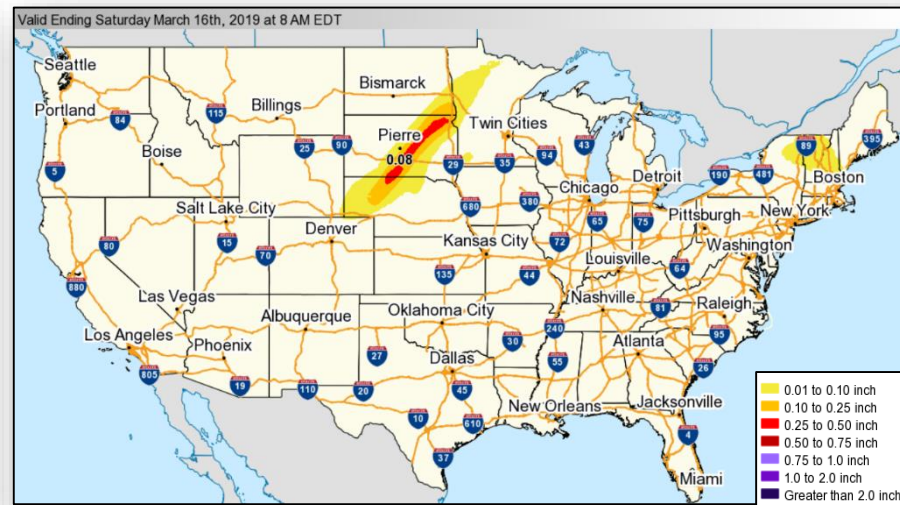 Valid Ending Saturday March 16th, 2019 at 8 AM EDT
Seattle
Portland
84
115
Billings
Bismarck
Twin Cities
Pierre
0.08
Boise
5
25
90
29
35
94
43
89
395
190
481
Boston
Chicago
Detroit
Salt Lake City
680
380
65
75
Pittsburgh
New York
80
15
70
Denver
Kansas City
72
Washington
880
135
44
Louisville
64
Las Vegas
Albuquerque
Oklahoma City
Nashville
81
Raleigh
Los Angeles
Phoenix
27
30
240
Atlanta
95
805
19
110
20
Dallas
45
55
26
10
610
New Orleans
Jacksonville
37
4
Miami
0.01 to 0.10 inch
0.10 to 0.25 inch
0.25 to 0.50 inch
0.50 to 0.75 inch
0.75 to 1.0 inch
1.0 to 2.0 inch
Greater than 2.0 inch